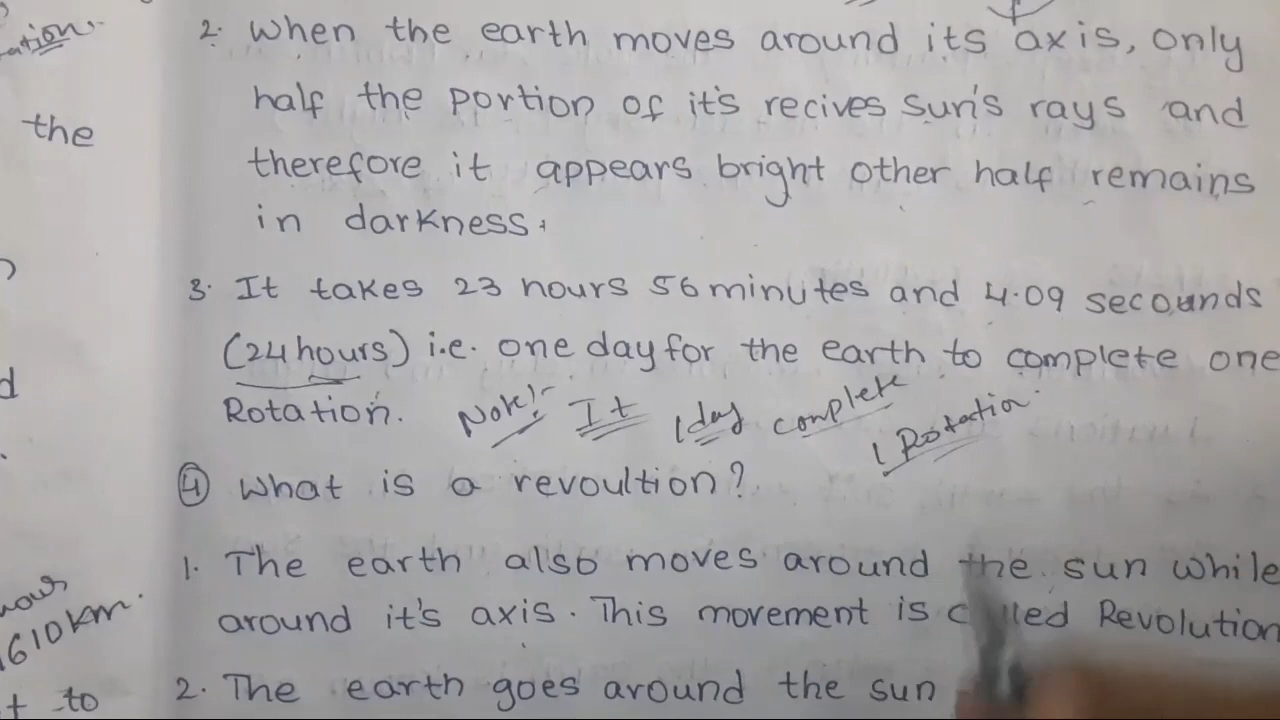 ation.
the
d
hour
1610 km.
t to
2. When the earth moves around its axis, only
half the portion of it's recives sun's rays and
therefore it appears bright other half remains
in darkness.
3. It takes 23 hours 56 minutes and 4.09 secounds
(24 hours) i.e. one day for the earth to complete one
Rotation. Note:- It 1 day complete 1 Rotation.
④ What is a revoultion?
1. The earth also moves around the sun while
around it's axis. This movement is called Revolution
2. The earth goes around the sun